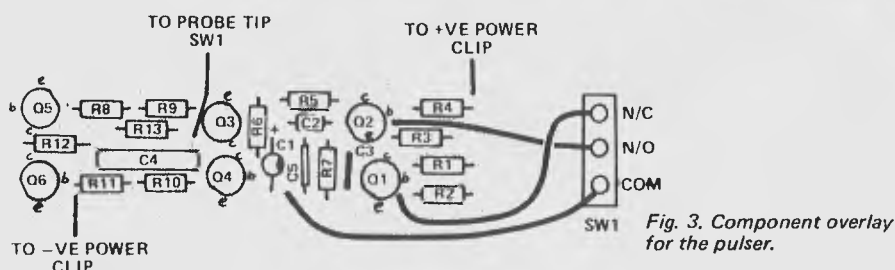 TO PROBE TIP
SW1
TO +VE POWER
CLIP
e
b
Q5
c
R8
R9
R13
R12
c
Q6
b
e
R11
C4
R10
c
Q3
e
c
Q4
b
e
R6
+
C1
C5
R5
C2
R7
C3
c
Q2
b
e
c
Q1
b
e
R4
R3
R1
R2
N/C
N/O
COM
SW1
TO –VE POWER
CLIP
Fig. 3. Component overlay
for the pulser.